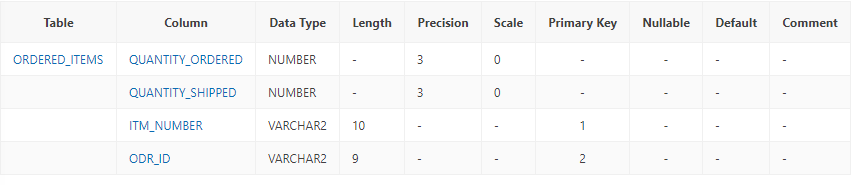 Table Column Data Type Length Precision Scale Primary Key Nullable Default Comment
ORDERED_ITEMS QUANTITY_ORDERED NUMBER - 3 0 - - - -
QUANTITY_SHIPPED NUMBER - 3 0 - - - -
ITM_NUMBER VARCHAR2 10 - - 1 - - -
ODR_ID VARCHAR2 9 - - 2 - - -